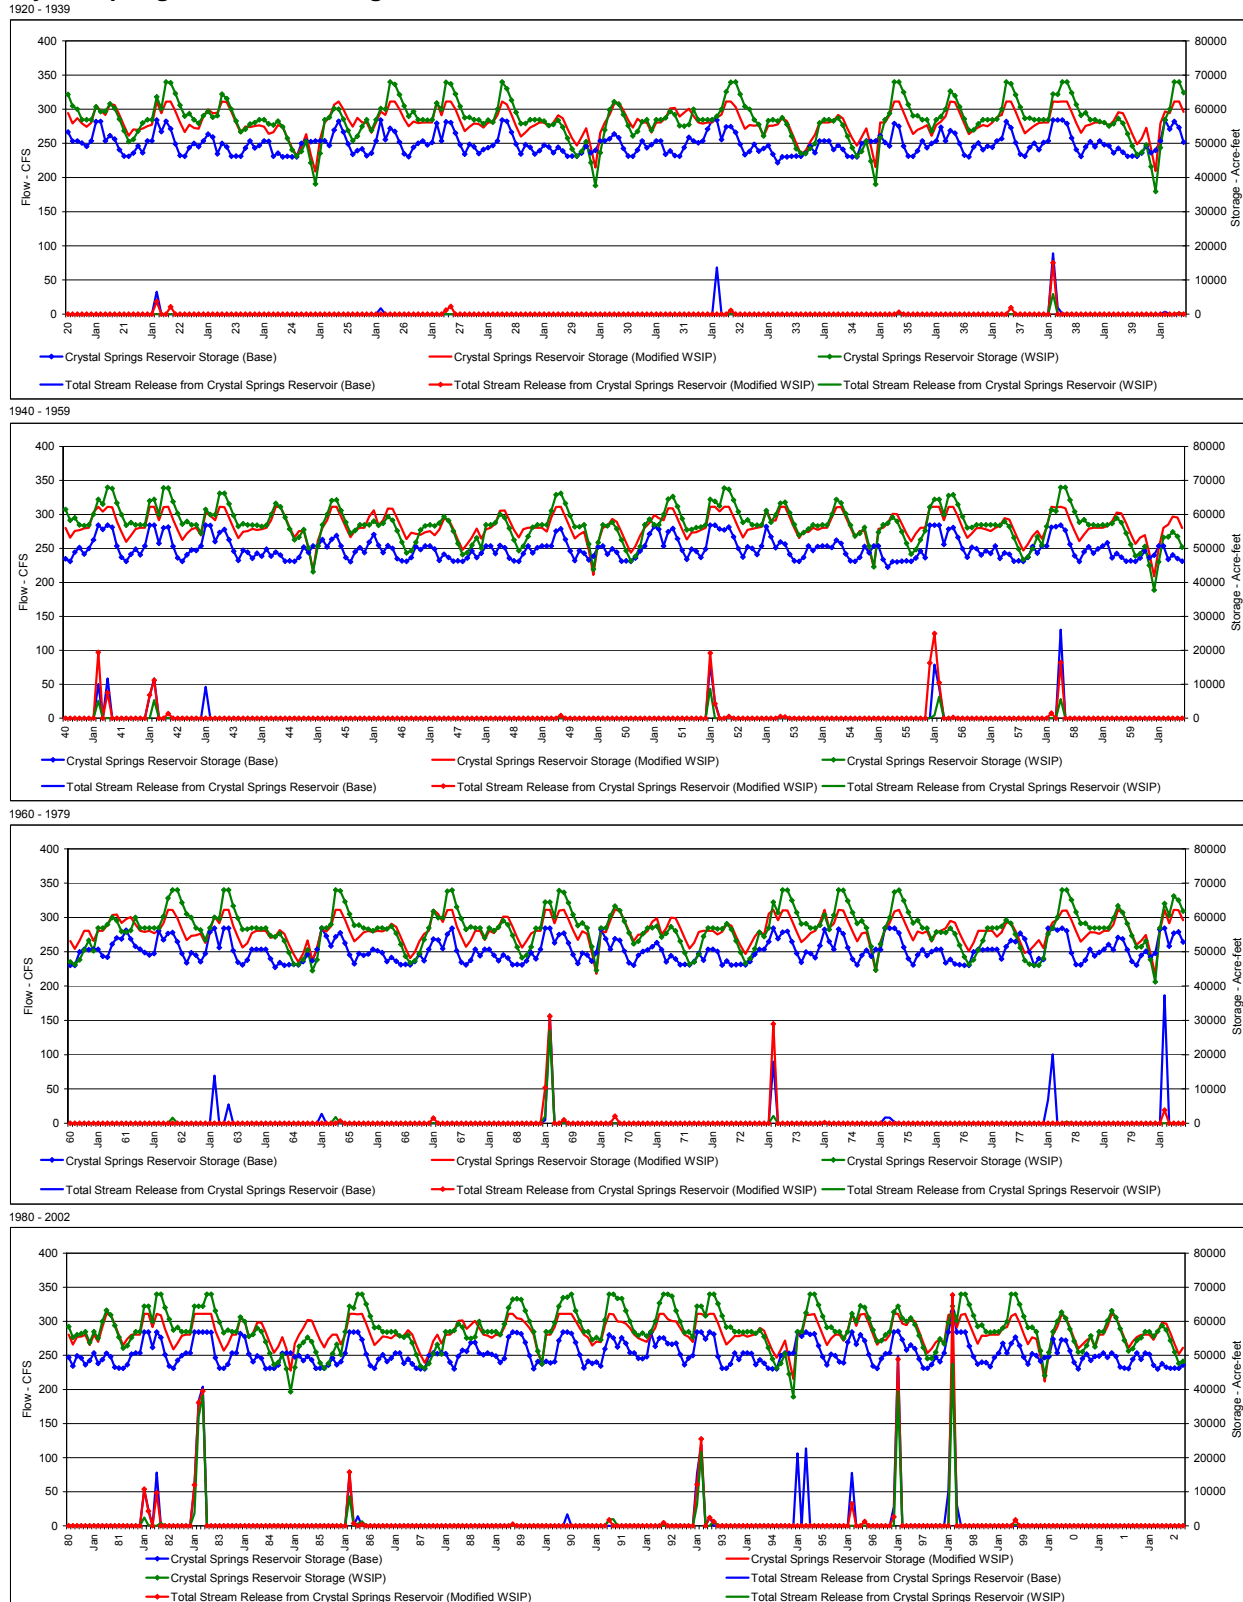 1920 - 1939
400 350 300 250 200 150 100 50 0
Flow - CFS
80000 70000 60000 50000 40000 30000 20000 10000 0
Storage - Acre-feet
20 Jan 21 Jan 22 Jan 23 Jan 24 Jan 25 Jan 26 Jan 27 Jan 28 Jan 29 Jan 30 Jan 31 Jan 32 Jan 33 Jan 34 Jan 35 Jan 36 Jan 37 Jan 38 Jan 39 Jan
Crystal Springs Reservoir Storage (Base) Crystal Springs Reservoir Storage (Modified WSIP) Crystal Springs Reservoir Storage (WSIP)
Total Stream Release from Crystal Springs Reservoir (Base) Total Stream Release from Crystal Springs Reservoir (Modified WSIP) Total Stream Release from Crystal Springs Reservoir (WSIP)
1940 - 1959
400 350 300 250 200 150 100 50 0
Flow - CFS
80000 70000 60000 50000 40000 30000 20000 10000 0
Storage - Acre-feet
40 Jan 41 Jan 42 Jan 43 Jan 44 Jan 45 Jan 46 Jan 47 Jan 48 Jan 49 Jan 50 Jan 51 Jan 52 Jan 53 Jan 54 Jan 55 Jan 56 Jan 57 Jan 58 Jan 59 Jan
Crystal Springs Reservoir Storage (Base) Crystal Springs Reservoir Storage (Modified WSIP) Crystal Springs Reservoir Storage (WSIP)
Total Stream Release from Crystal Springs Reservoir (Base) Total Stream Release from Crystal Springs Reservoir (Modified WSIP) Total Stream Release from Crystal Springs Reservoir (WSIP)
1960 - 1979
400 350 300 250 200 150 100 50 0
Flow - CFS
80000 70000 60000 50000 40000 30000 20000 10000 0
Storage - Acre-feet
60 Jan 61 Jan 62 Jan 63 Jan 64 Jan 65 Jan 66 Jan 67 Jan 68 Jan 69 Jan 70 Jan 71 Jan 72 Jan 73 Jan 74 Jan 75 Jan 76 Jan 77 Jan 78 Jan 79 Jan
Crystal Springs Reservoir Storage (Base) Crystal Springs Reservoir Storage (Modified WSIP) Crystal Springs Reservoir Storage (WSIP)
Total Stream Release from Crystal Springs Reservoir (Base) Total Stream Release from Crystal Springs Reservoir (Modified WSIP) Total Stream Release from Crystal Springs Reservoir (WSIP)
1980 - 2002
400 350 300 250 200 150 100 50 0
Flow - CFS
80000 70000 60000 50000 40000 30000 20000 10000 0
Storage - Acre-feet
80 Jan 81 Jan 82 Jan 83 Jan 84 Jan 85 Jan 86 Jan 87 Jan 88 Jan 89 Jan 90 Jan 91 Jan 92 Jan 93 Jan 94 Jan 95 Jan 96 Jan 97 Jan 98 Jan 99 Jan 0 Jan 1 Jan 2
Crystal Springs Reservoir Storage (Base) Crystal Springs Reservoir Storage (Modified WSIP)
Crystal Springs Reservoir Storage (WSIP) Total Stream Release from Crystal Springs Reservoir (Base)
Total Stream Release from Crystal Springs Reservoir (Modified WSIP) Total Stream Release from Crystal Springs Reservoir (WSIP)